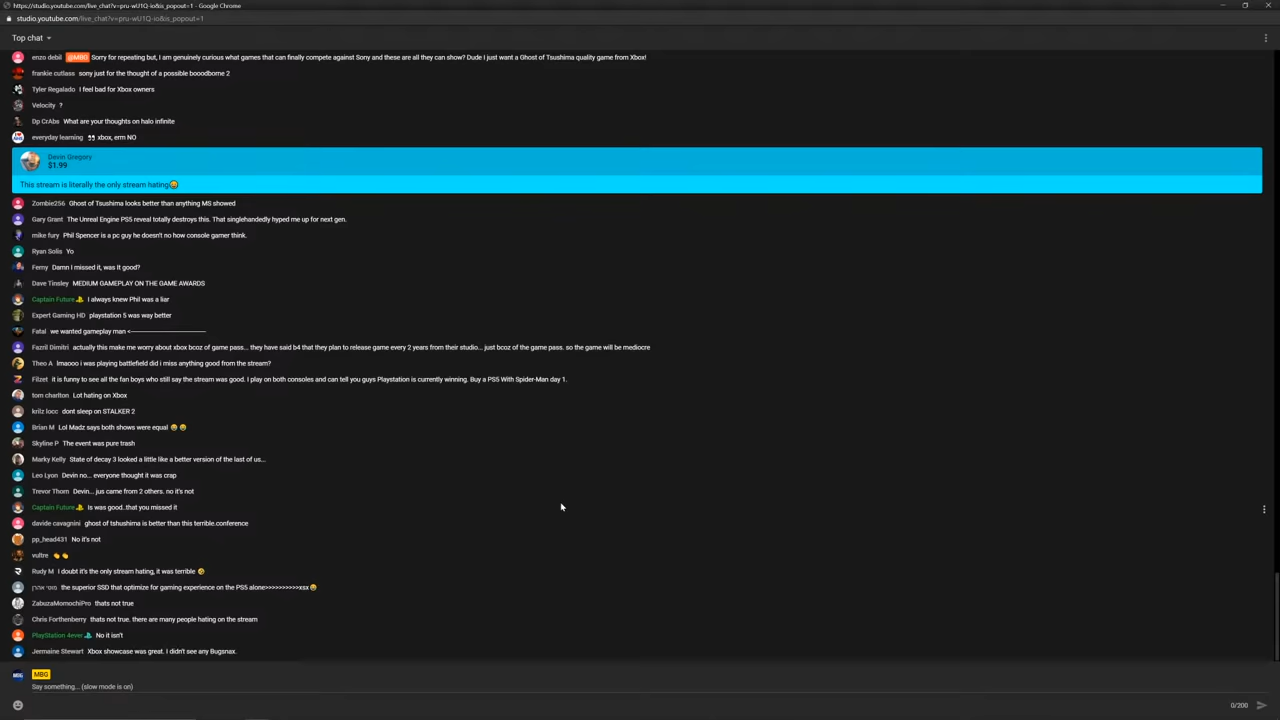 https://studio.youtube.com/live_chat?v=pru-wU1Q-io&is_popout=1 - Google Chrome
studio.youtube.com/live_chat?v=pru-wU1Q-io&is_popout=1
Top chat
enzo debil @MBG Sorry for repeating but, I am genuinely curious what games that can finally compete against Sony and these are all they can show? Dude I just want a Ghost of Tsushima quality game from Xbox!
frankie cutlass sony just for the thought of a possible booodborne 2
Tyler Regalado I feel bad for Xbox owners
Velocity ?
Dp CrAbs What are your thoughts on halo infinite
everyday learning 👀 xbox, erm NO
Devin Gregory
$1.99
This stream is literally the only stream hating😂
Zombie256 Ghost of Tsushima looks better than anything MS showed
Gary Grant The Unreal Engine PS5 reveal totally destroys this. That singlehandedly hyped me up for next gen.
mike fury Phil Spencer is a pc guy he doesn't no how console gamer think.
Ryan Solis Yo
Femy Damn I missed it, was it good?
Dave Tinsley MEDIUM GAMEPLAY ON THE GAME AWARDS
Captain Future I always knew Phil was a liar
Expert Gaming HD playstation 5 was way better
Fatal we wanted gameplay man <------------------------------
Fazril Dimitri actually this make me worry about xbox bcoz of game pass... they have said b4 that they plan to release game every 2 years from their studio... just bcoz of the game pass. so the game will be mediocre
Theo A lmaooo i was playing battlefield did i miss anything good from the stream?
Filzet it is funny to see all the fan boys who still say the stream was good. I play on both consoles and can tell you guys Playstation is currently winning. Buy a PS5 With Spider-Man day 1.
tom charlton Lot hating on Xbox
krilz locc dont sleep on STALKER 2
Brian M Lol Madz says both shows were equal 😂 😂
Skyline P The event was pure trash
Marky Kelly State of decay 3 looked a little like a better version of the last of us...
Leo Lyon Devin no... everyone thought it was crap
Trevor Thorn Devin... jus came from 2 others. no it's not
Captain Future Is was good..that you missed it
davide cavagnini ghost of tshushima is better than this terrible.conference
pp_head431 No it's not
vultre 👏 👏
Rudy M I doubt it's the only stream hating, it was terrible 🤣
מוטי אהרן the superior SSD that optimize for gaming experience on the PS5 alone>>>>>>>>>>xsx😂
ZabuzaMomochiPro thats not true
Chris Forthenberry thats not true. there are many people hating on the stream
PlayStation 4ever No it isn't
Jermaine Stewart Xbox showcase was great. I didn't see any Bugsnax.
MBG
Say something... (slow mode is on)
0/200